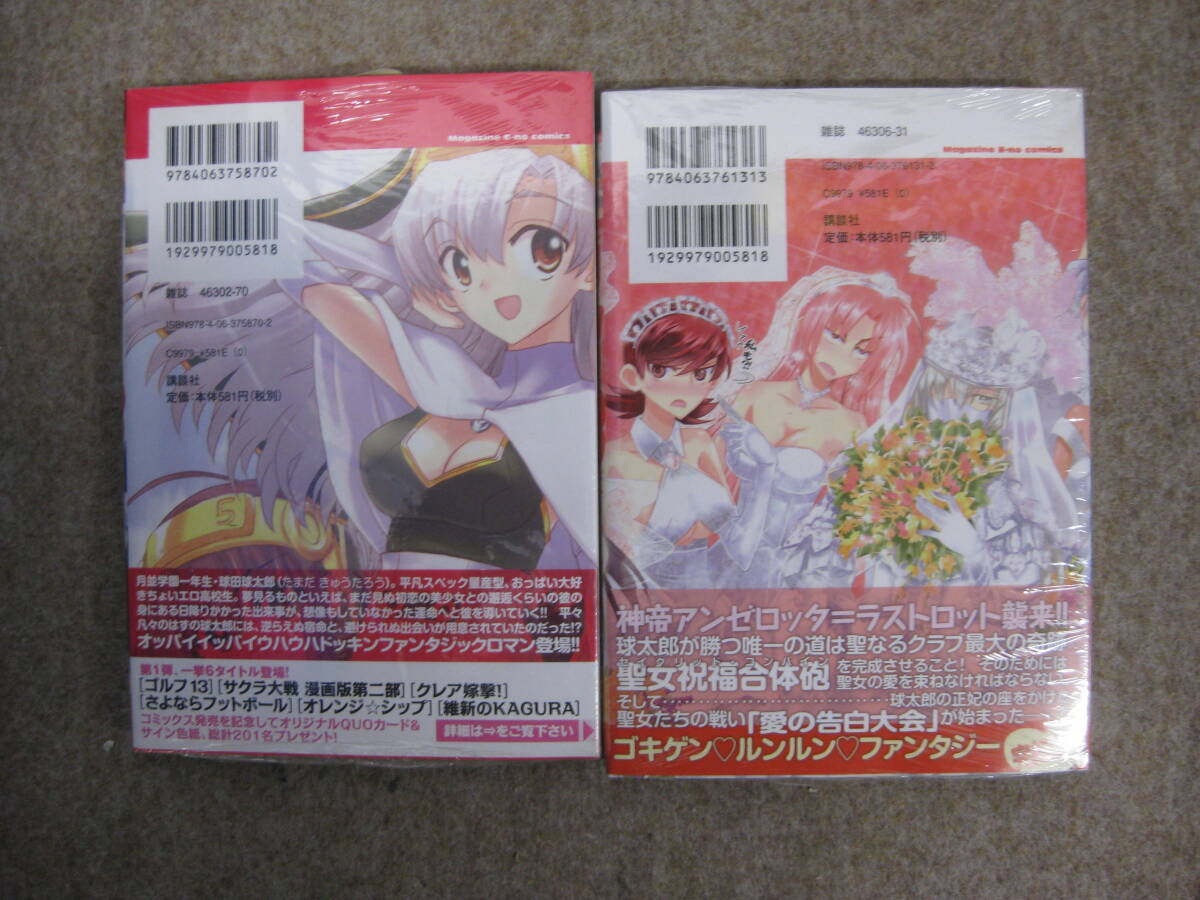 Magazine E-no comics
9784063758702
1929979005818
雑誌 46302-70
ISBN978-4-06-375870-2
C9979 ¥581E (0)
講談社
定価:本体581円(税別)
月並学園一年生・球田球太郎(たまだ きゅうたろう)。平凡スペック量産型、おっぱい大好
きちょいエロ高校生。夢見るものといえば、まだ見ぬ初恋の美少女との邂逅くらいの彼の
身にある日降りかかった出来事が、想像もしていなかった運命へと彼を導いていく!! 平々
凡々のはずの球太郎には、逆らえぬ宿命と、避けられぬ出会いが用意されていたのだった!?
オッパイイッパイウハウハドッキンファンタジックロマン登場!!
第1弾、一挙6タイトル登場!
[ゴルフ13][サクラ大戦 漫画版第二部][クレア嫁撃!]
[さよならフットボール][オレンジ☆シップ][維新のKAGURA]
コミックス発売を記念してオリジナルQUOカード&
サイン色紙、総計201名プレゼント!
詳細は⇒をご覧下さい
9784063761313
1929979005818
雑誌 46306-31
Magazine E-no comics
ISBN978-4-06-376131-3
C9979 ¥581E (0)
講談社
定価:本体581円(税別)
神帝アンゼロッタ=ラストロット襲来!!
球太郎が勝つ唯一の道は聖なるクラブ最大の奇
聖女祝福合体砲 を完成させること! そのためには
聖女の愛を束ねなければならない
そして……………………球太郎の正妃の座をかけ
聖女たちの戦い「愛の告白大会」が始まった
ゴキゲン♡ルンルン♡ファンタジー